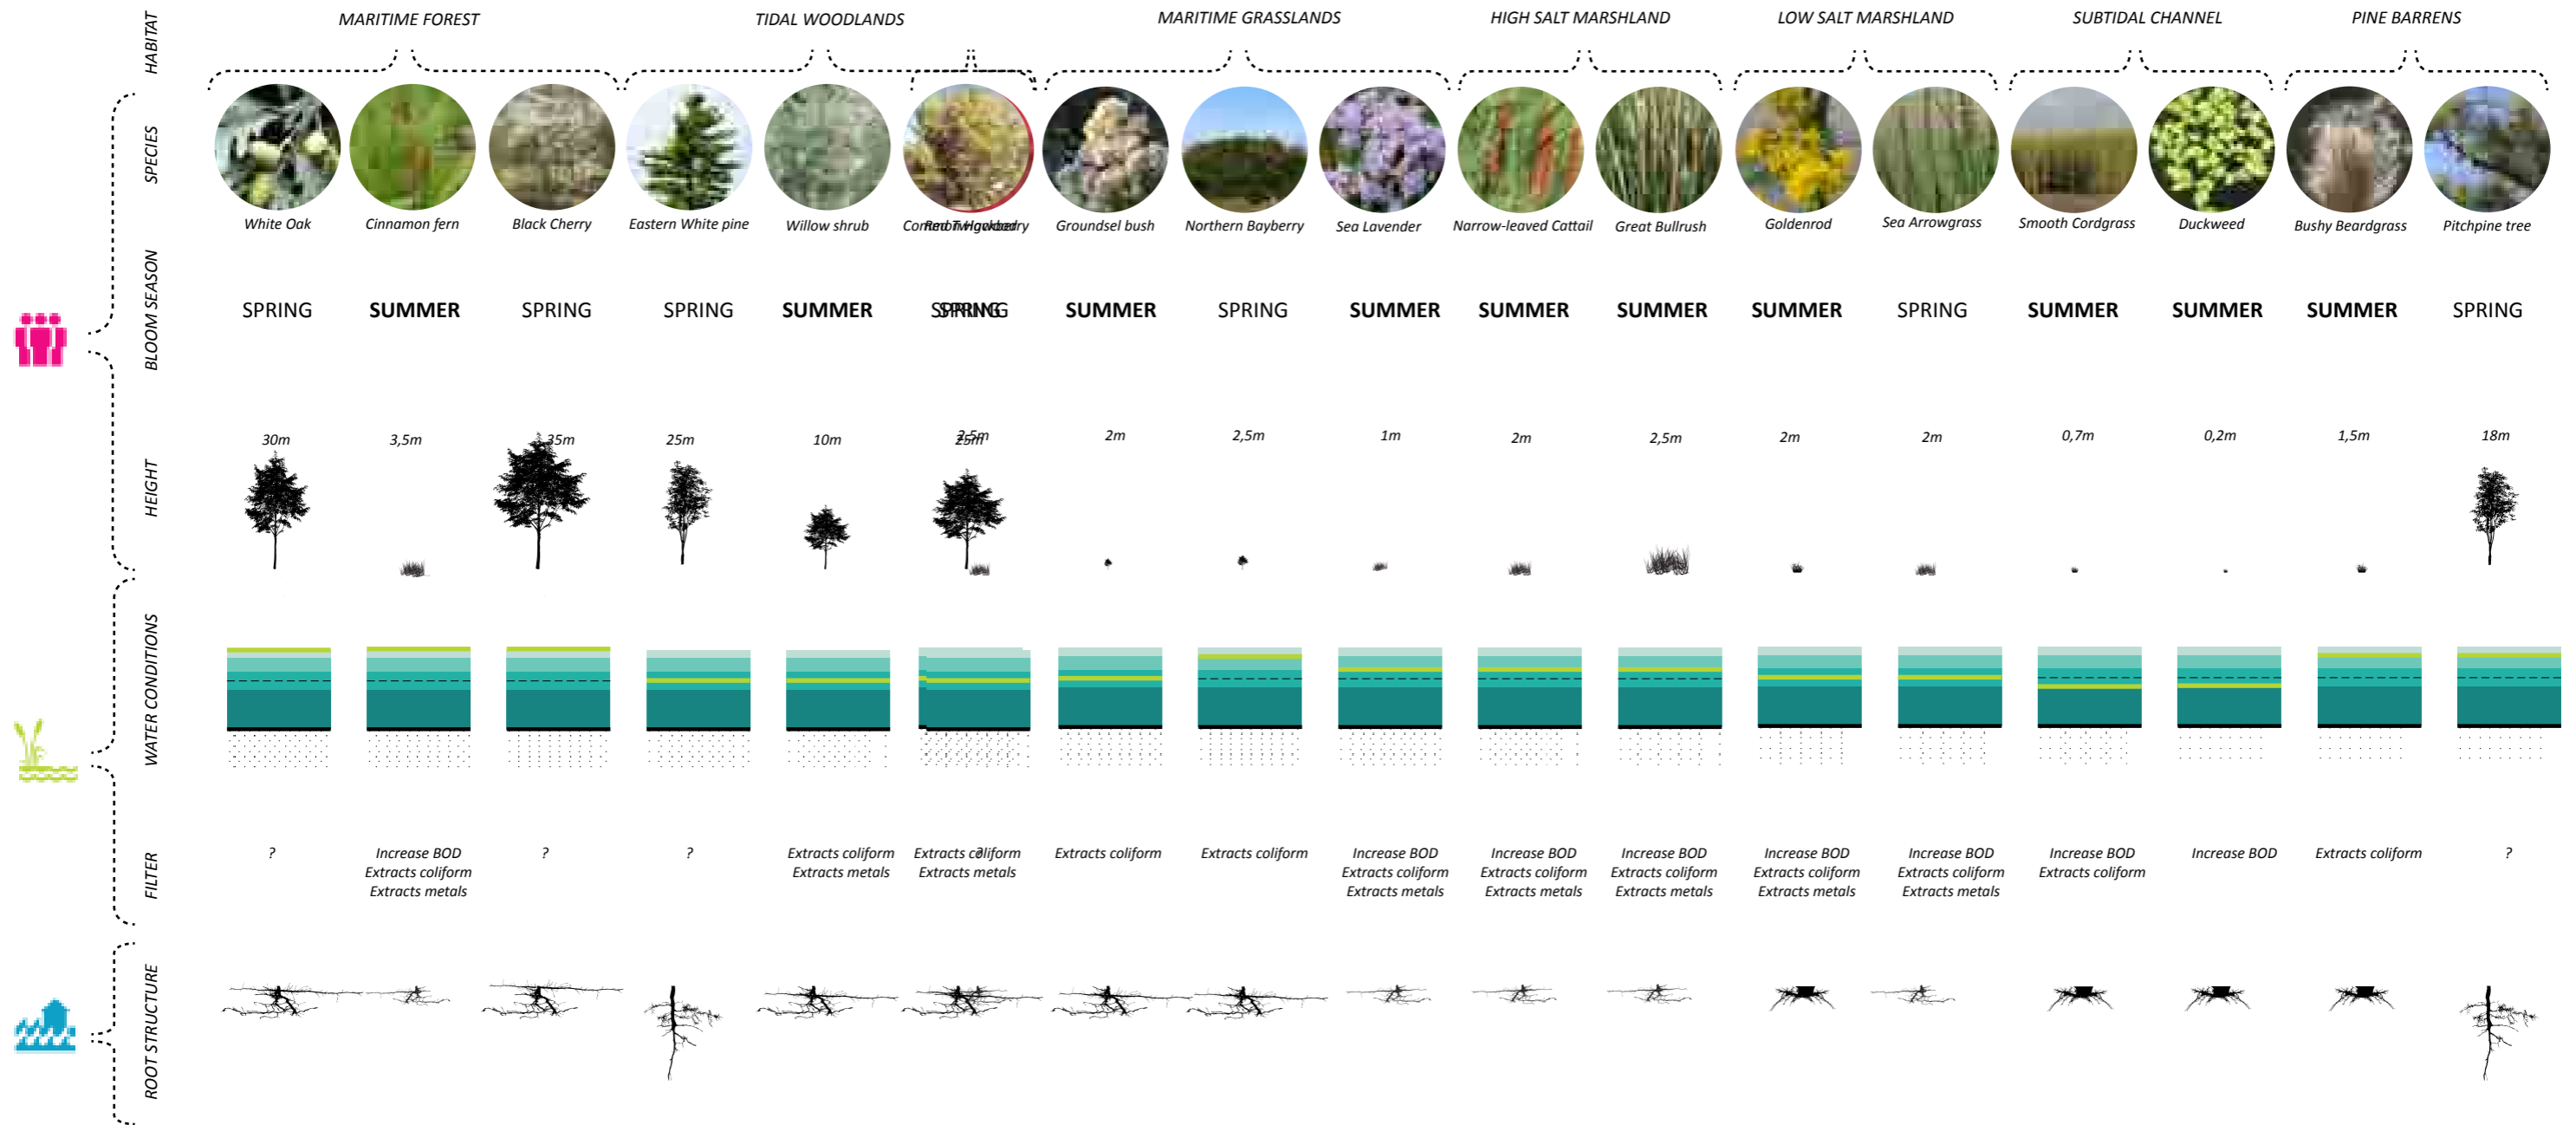 HABITAT
MARITIME FOREST
TIDAL WOODLANDS
MARITIME GRASSLANDS
HIGH SALT MARSHLAND
LOW SALT MARSHLAND
SUBTIDAL CHANNEL
PINE BARRENS
SPECIES
White Oak
Cinnamon fern
Black Cherry
Eastern White pine
Willow shrub
Groundsel bush
Northern Bayberry
Sea Lavender
Narrow-leaved Cattail
Great Bullrush
Goldenrod
Sea Arrowgrass
Smooth Cordgrass
Duckweed
Bushy Beardgrass
Pitchpine tree
BLOOM SEASON
SPRING
SUMMER
SPRING
SPRING
SUMMER
SPRING
SPRING
SUMMER
SPRING
SUMMER
SUMMER
SUMMER
SUMMER
SPRING
SUMMER
SUMMER
SUMMER
SPRING
HEIGHT
30m
3,5m
35m
25m
10m
2,5m
25m
2m
2,5m
1m
2m
2,5m
2m
2m
0,7m
0,2m
1,5m
18m
WATER CONDITIONS
FILTER
?
Increase BOD
Extracts coliform
Extracts metals
?
?
Extracts coliform
Extracts metals
Extracts coliform
Extracts metals
?
Extracts coliform
Extracts coliform
Increase BOD
Extracts coliform
Extracts metals
Increase BOD
Extracts coliform
Extracts metals
Increase BOD
Extracts coliform
Extracts metals
Increase BOD
Extracts coliform
Extracts metals
Increase BOD
Extracts coliform
Extracts metals
Increase BOD
Extracts coliform
Increase BOD
Extracts coliform
?
ROOT STRUCTURE